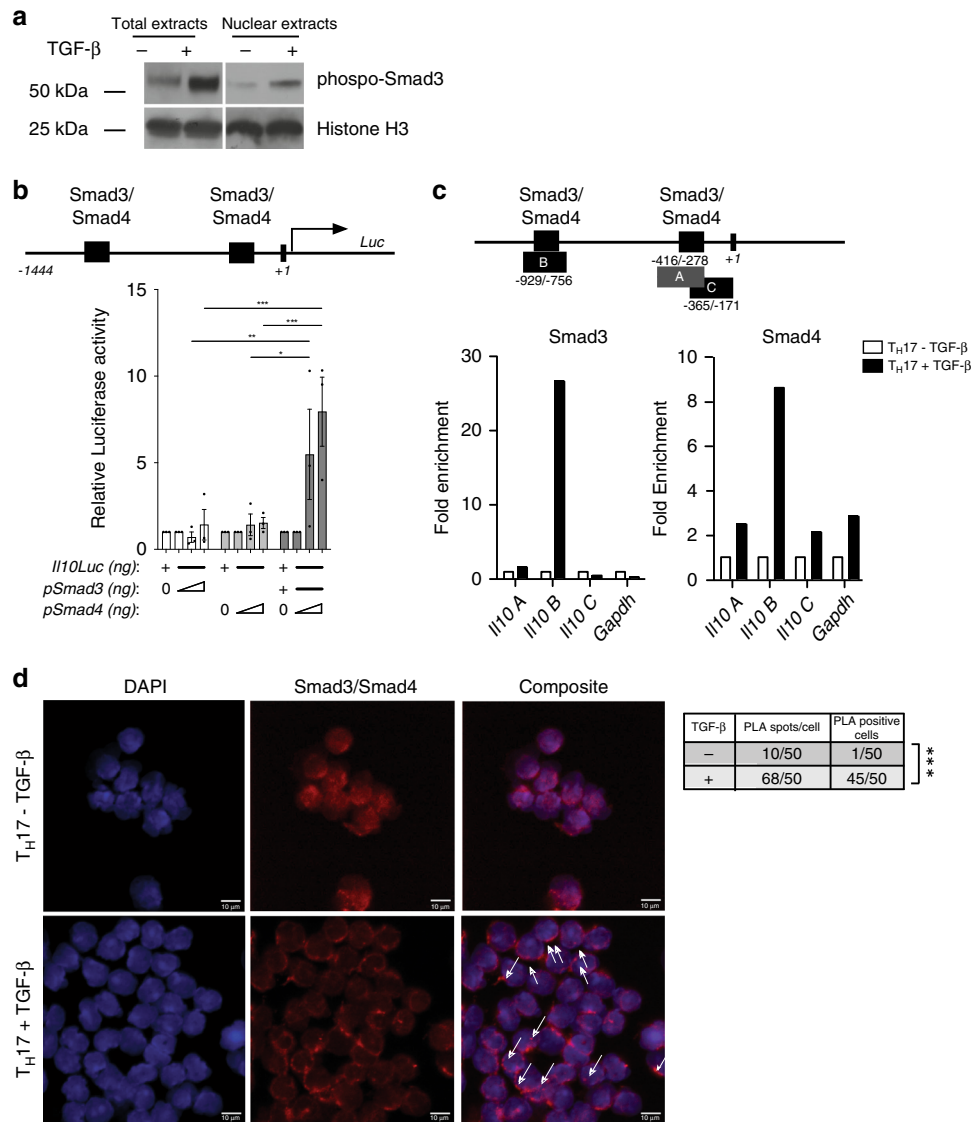 a
Total extracts Nuclear extracts
TGF-β – + – +
50 kDa phospo-Smad3
25 kDa Histone H3
b
Smad3/
Smad4
Smad3/
Smad4
Luc
-1444 +1
Relative Luciferase activity
15
10
5
0
***
***
**
*
Il10Luc (ng): + + +
pSmad3 (ng): 0 +
pSmad4 (ng): 0 0
c
Smad3/
Smad4
Smad3/
Smad4
B
-929/-756
-416/-278 +1
A
C
-365/-171
Smad3
Fold enrichment
30
20
10
0
Il10 A Il10 B Il10 C Gapdh
Smad4
Fold Enrichment
10
8
6
4
2
0
Il10 A Il10 B Il10 C Gapdh
TH17 - TGF-β
TH17 + TGF-β
d
DAPI Smad3/Smad4 Composite
TH17 - TGF-β
10 µm 10 µm 10 µm
TH17 + TGF-β
10 µm 10 µm 10 µm
TGF-β PLA spots/cell PLA positive cells
– 10/50 1/50
+ 68/50 45/50
***